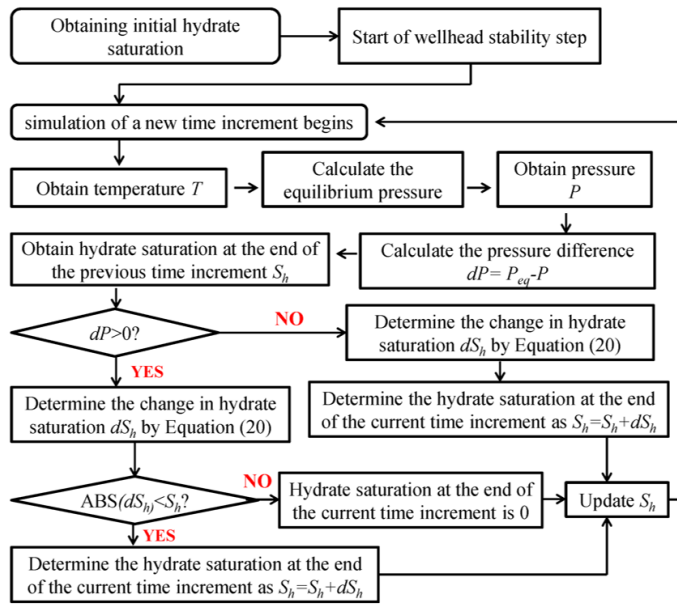 Obtaining initial hydrate
saturation
Start of wellhead stability step
simulation of a new time increment begins
Obtain temperature T
Calculate the
equilibrium pressure
Obtain pressure
P
Obtain hydrate saturation at the end of
the previous time increment Sh
Calculate the pressure difference
dP= Peq-P
dP>0?
NO
Determine the change in hydrate
saturation dSh by Equation (20)
YES
Determine the change in hydrate
saturation dSh by Equation (20)
Determine the hydrate saturation at the end
of the current time increment as Sh=Sh+dSh
ABS(dSh)<Sh?
NO
Hydrate saturation at the end of
the current time increment is 0
Update Sh
YES
Determine the hydrate saturation at the end
of the current time increment as Sh=Sh+dSh